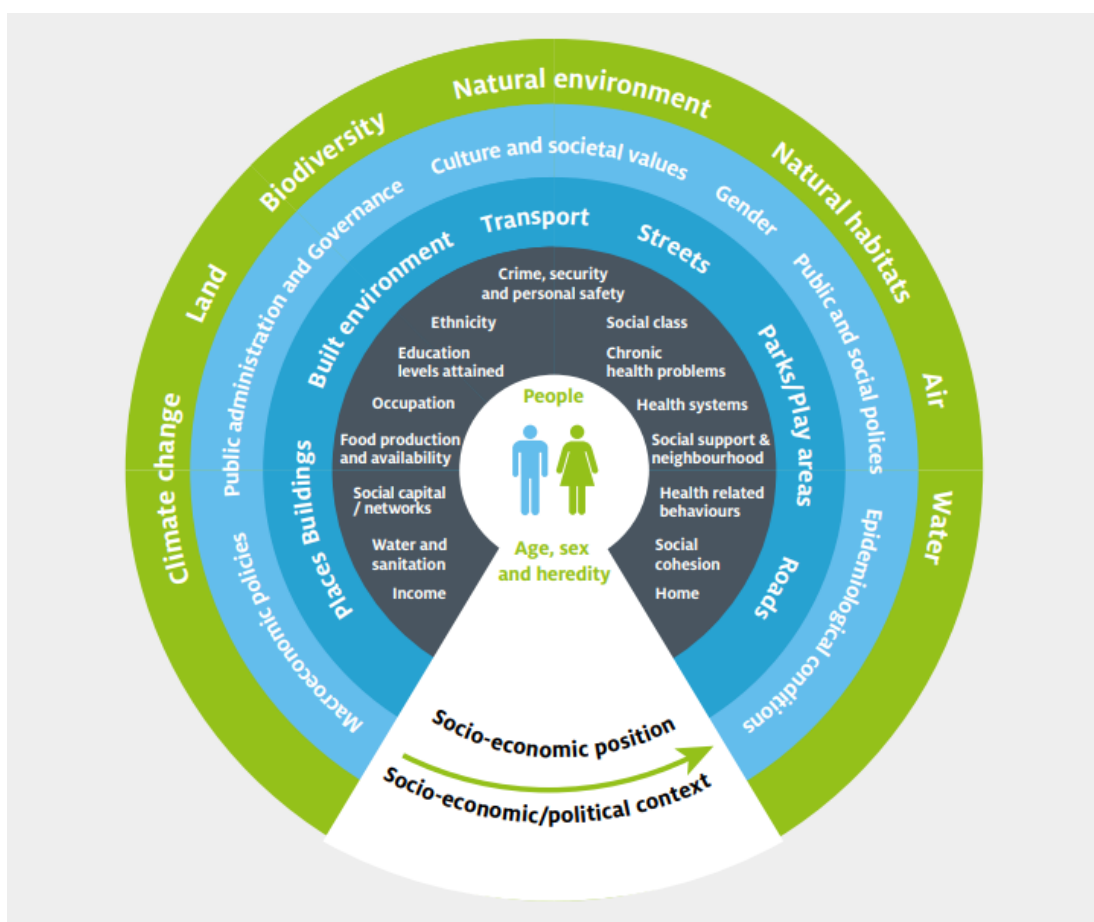 Natural environment
Biodiversity
Land
Climate change
Natural habitats
Air
Water
Culture and societal values
Public administration and Governance
Macroeconomic policies
Gender
Public and social polices
Epidemiological conditions
Transport
Built environment
Places Buildings
Streets
Parks/Play areas
Roads
Crime, security
and personal safety
Ethnicity
Education
levels attained
Occupation
Food production
and availability
Social capital
/ networks
Water and
sanitation
Income
Social class
Chronic
health problems
Health systems
Social support &
neighbourhood
Health related
behaviours
Social
cohesion
Home
People
Age, sex
and heredity
Socio-economic position
Socio-economic/political context